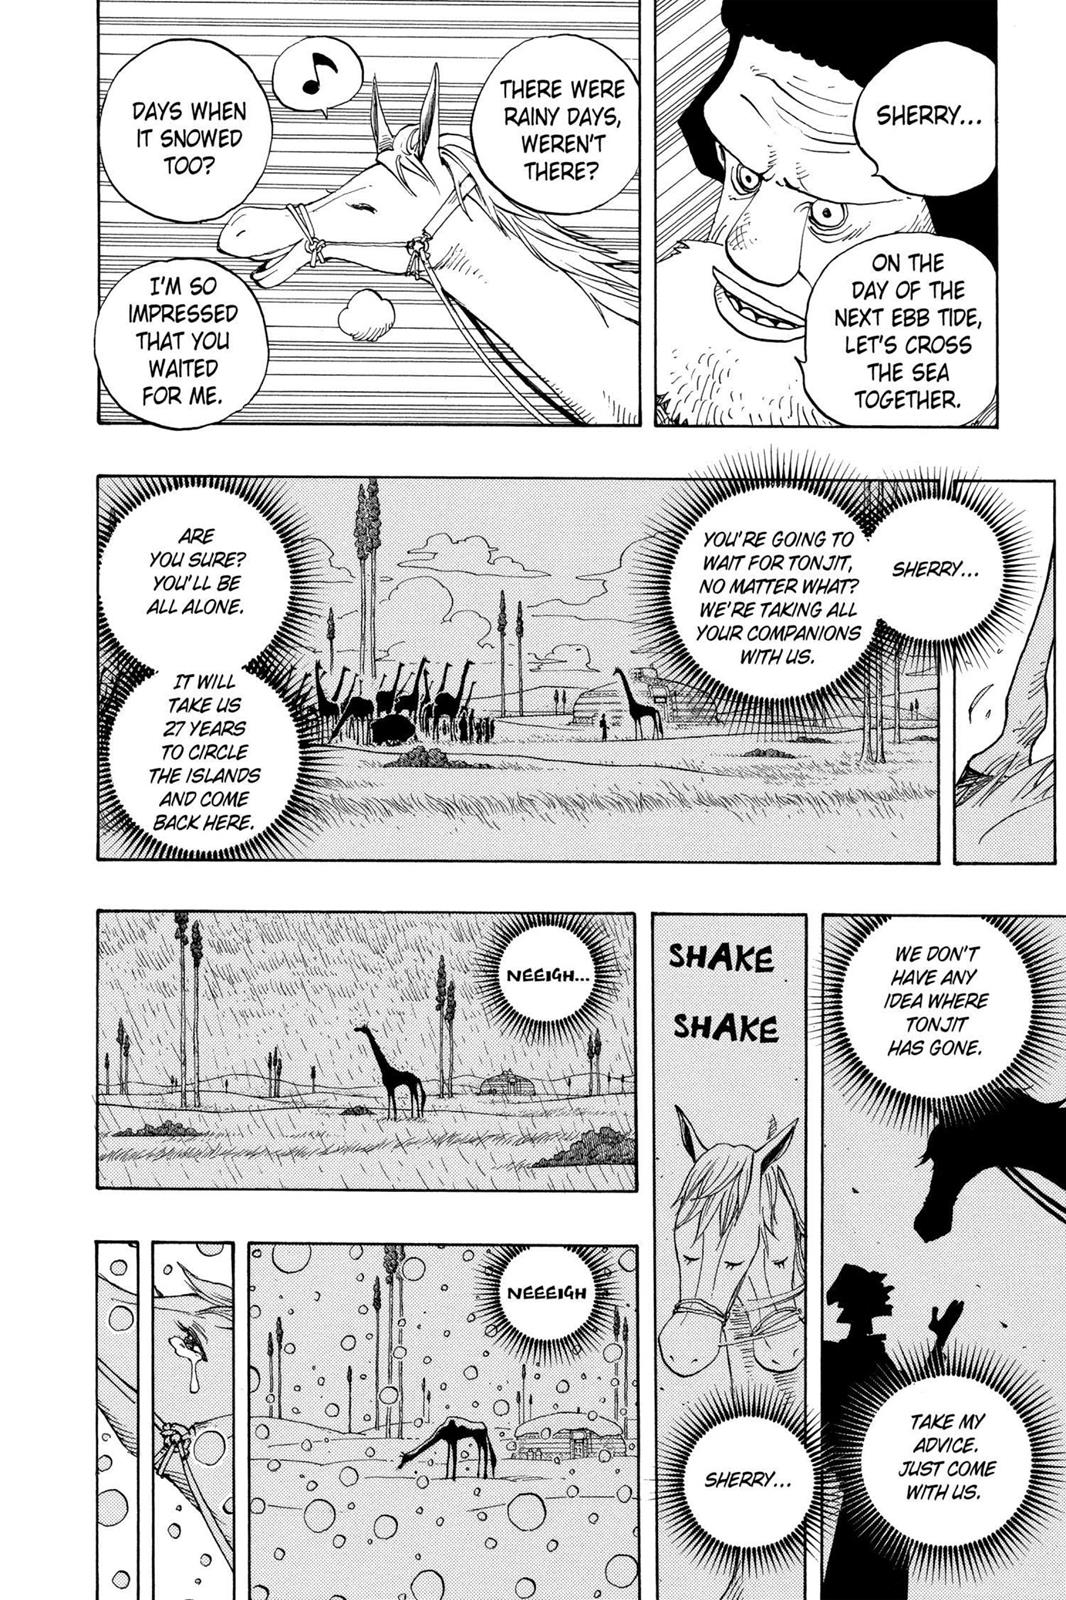 SHERRY...
ON THE
DAY OF THE
NEXT EBB TIDE,
LET'S CROSS
THE SEA
TOGETHER.
THERE WERE
RAINY DAYS,
WEREN'T
THERE?
DAYS WHEN
IT SNOWED
TOO?
I'M SO
IMPRESSED
THAT YOU
WAITED
FOR ME.
SHERRY...
YOU'RE GOING TO
WAIT FOR TONJIT,
NO MATTER WHAT?
WE'RE TAKING ALL
YOUR COMPANIONS
WITH US.
ARE
YOU SURE?
YOU'LL BE
ALL ALONE.
IT WILL
TAKE US
27 YEARS
TO CIRCLE
THE ISLANDS
AND COME
BACK HERE.
WE DON'T
HAVE ANY
IDEA WHERE
TONJIT
HAS GONE.
TAKE MY
ADVICE.
JUST COME
WITH US.
SHAKE
SHAKE
SHERRY...
NEEIGH...
NEEEIGH